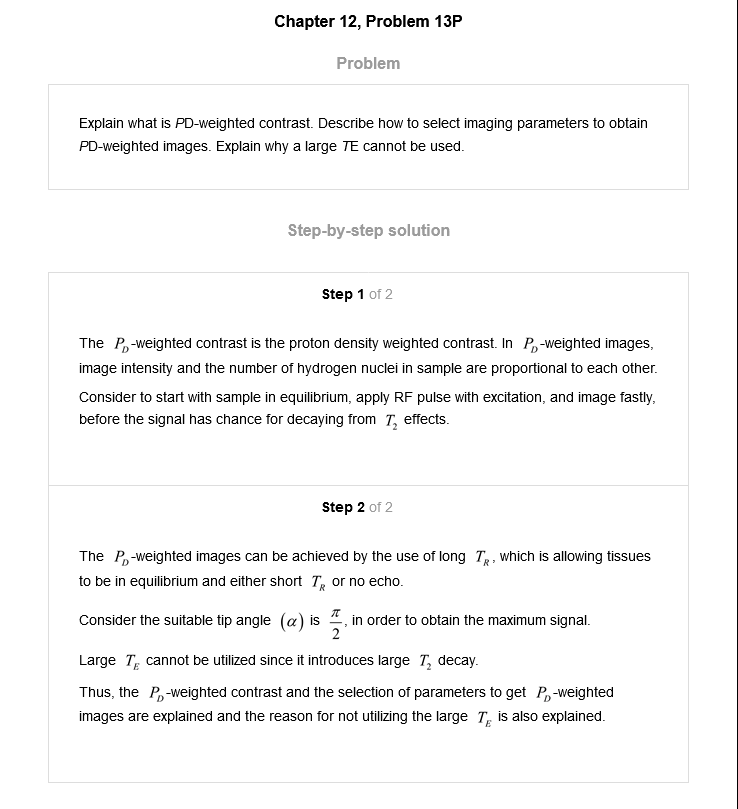 Chapter 12, Problem 13P
Problem
Explain what is PD-weighted contrast. Describe how to select imaging parameters to obtain
PD-weighted images. Explain why a large TE cannot be used.
Step-by-step solution
Step 1 of 2
The P_D-weighted contrast is the proton density weighted contrast. In P_D-weighted images,
image intensity and the number of hydrogen nuclei in sample are proportional to each other.
Consider to start with sample in equilibrium, apply RF pulse with excitation, and image fastly,
before the signal has chance for decaying from T_2 effects.
Step 2 of 2
The P_D-weighted images can be achieved by the use of long T_R, which is allowing tissues
to be in equilibrium and either short T_R or no echo.
Consider the suitable tip angle (α) is π/2, in order to obtain the maximum signal.
Large T_E cannot be utilized since it introduces large T_2 decay.
Thus, the P_D-weighted contrast and the selection of parameters to get P_D-weighted
images are explained and the reason for not utilizing the large T_E is also explained.